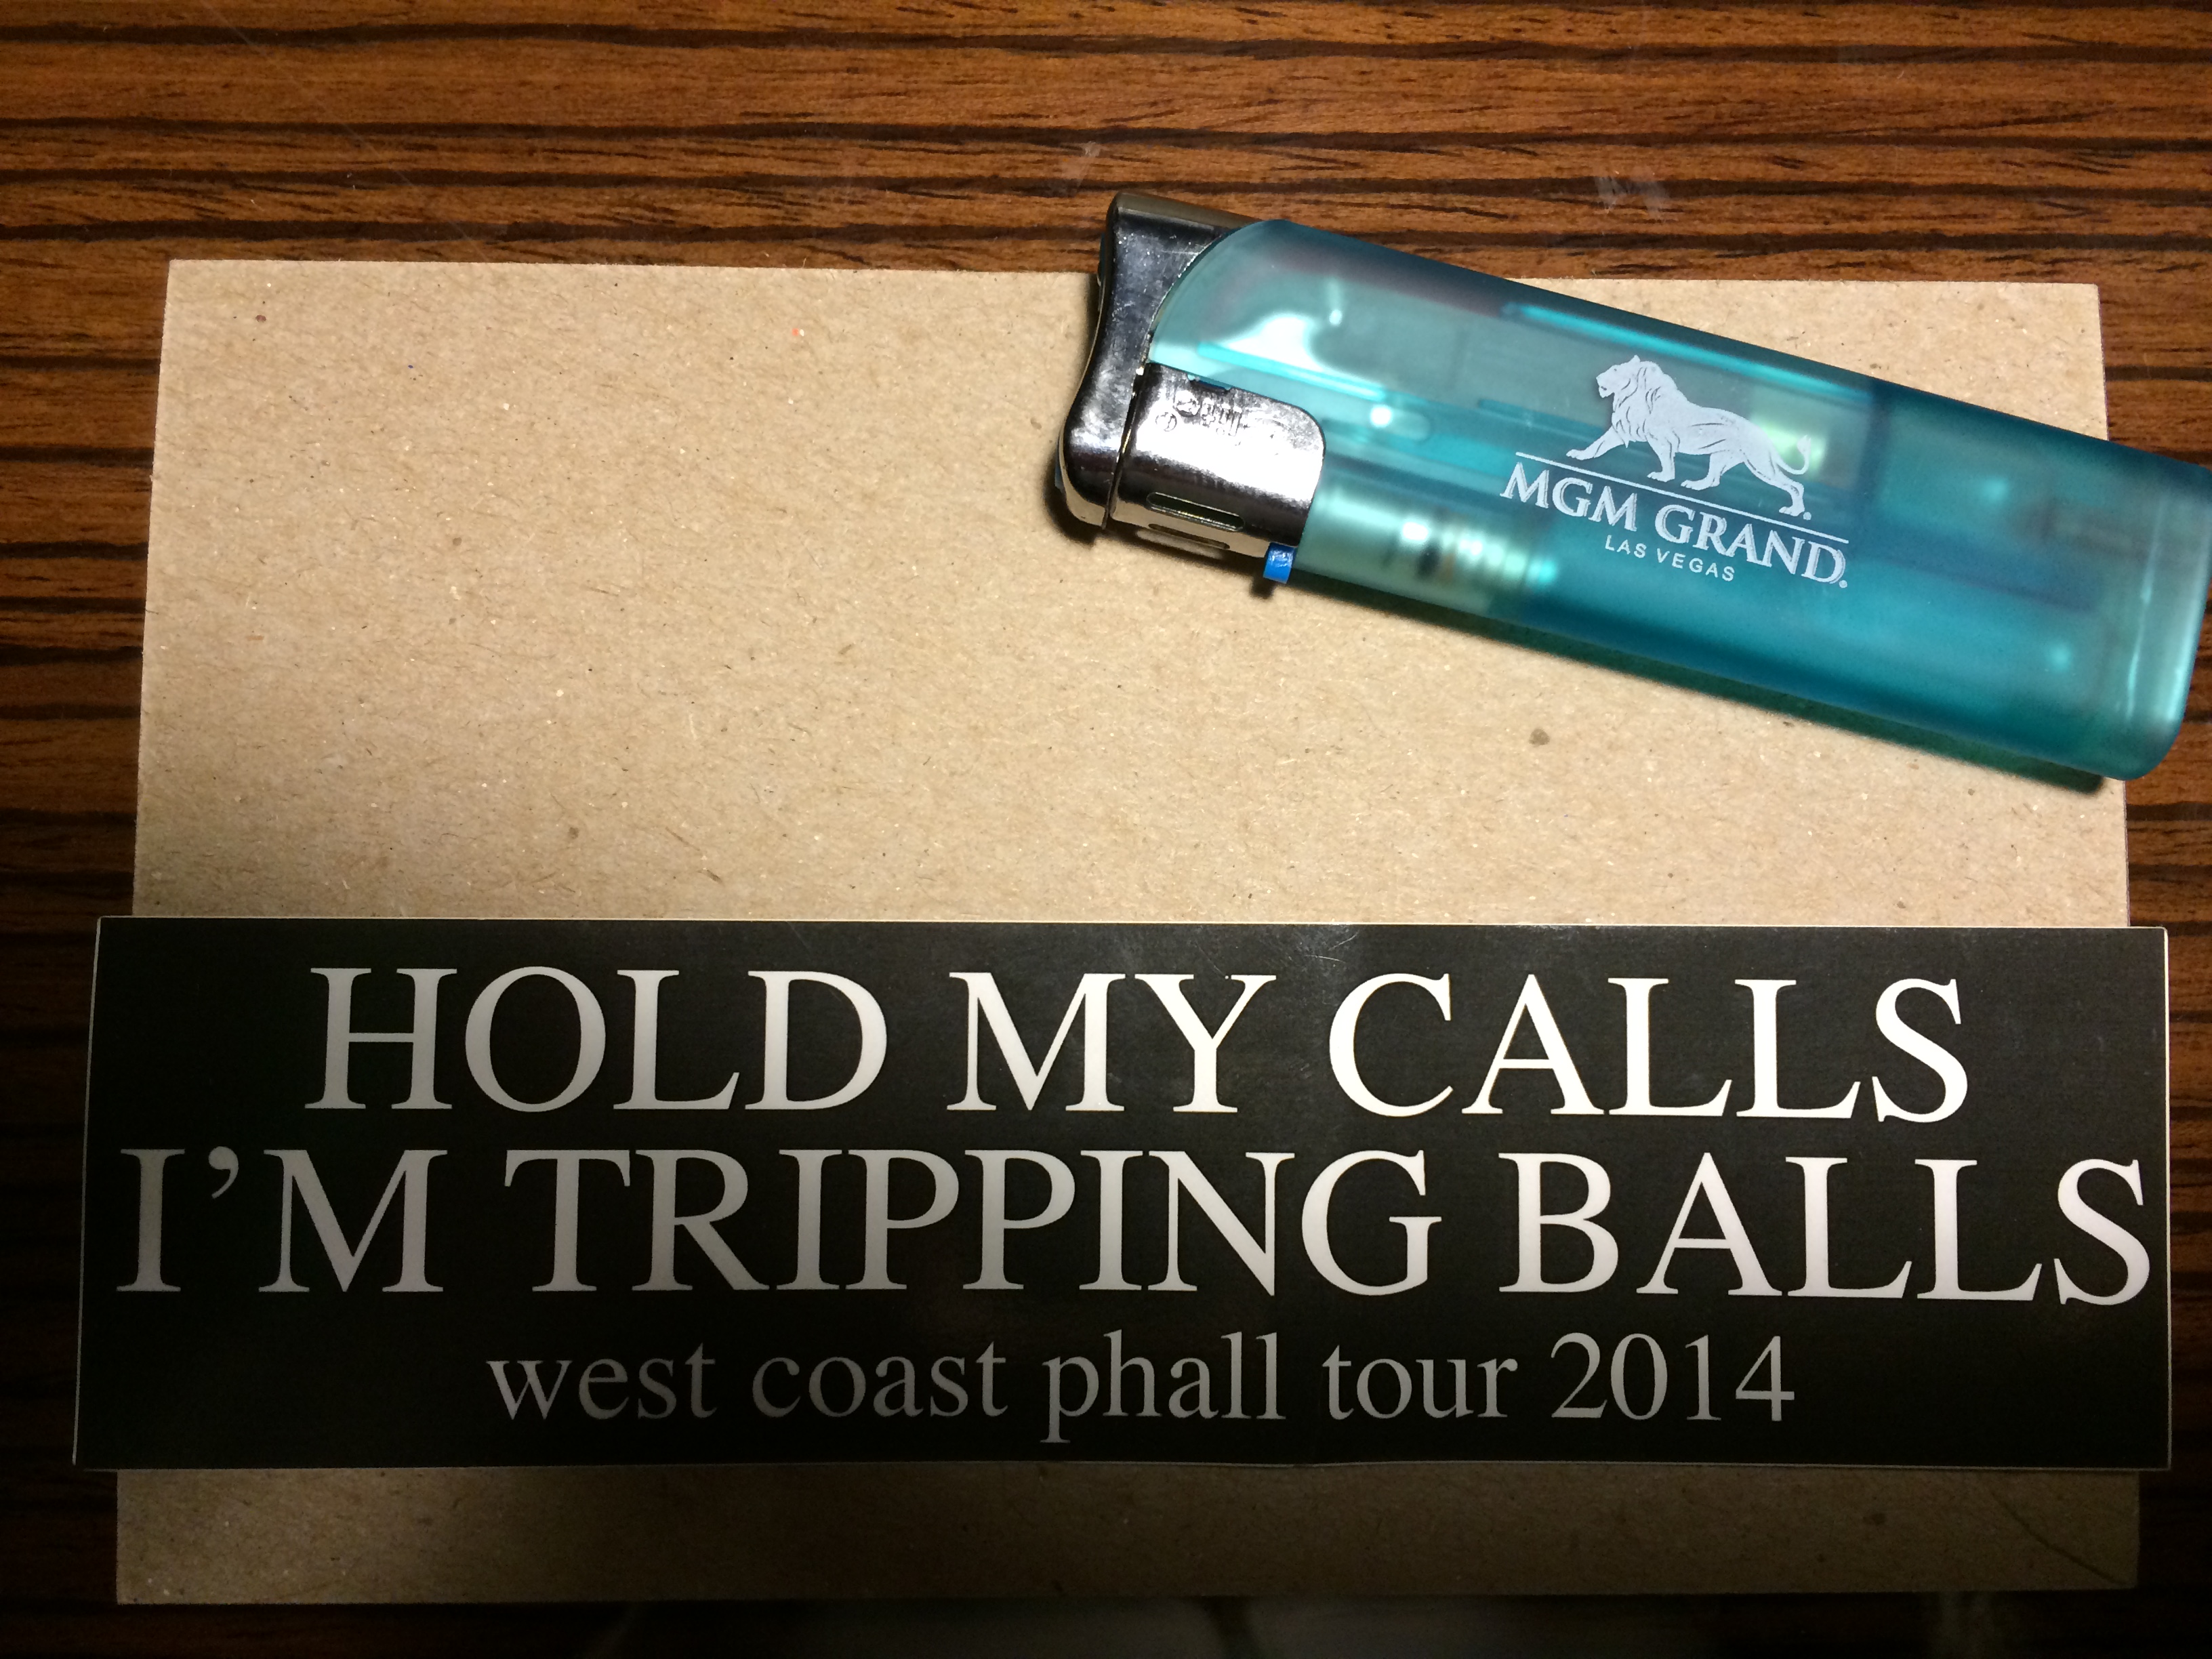 MGM GRAND®
LAS VEGAS
HOLD MY CALLS
I'M TRIPPING BALLS
west coast phall tour 2014